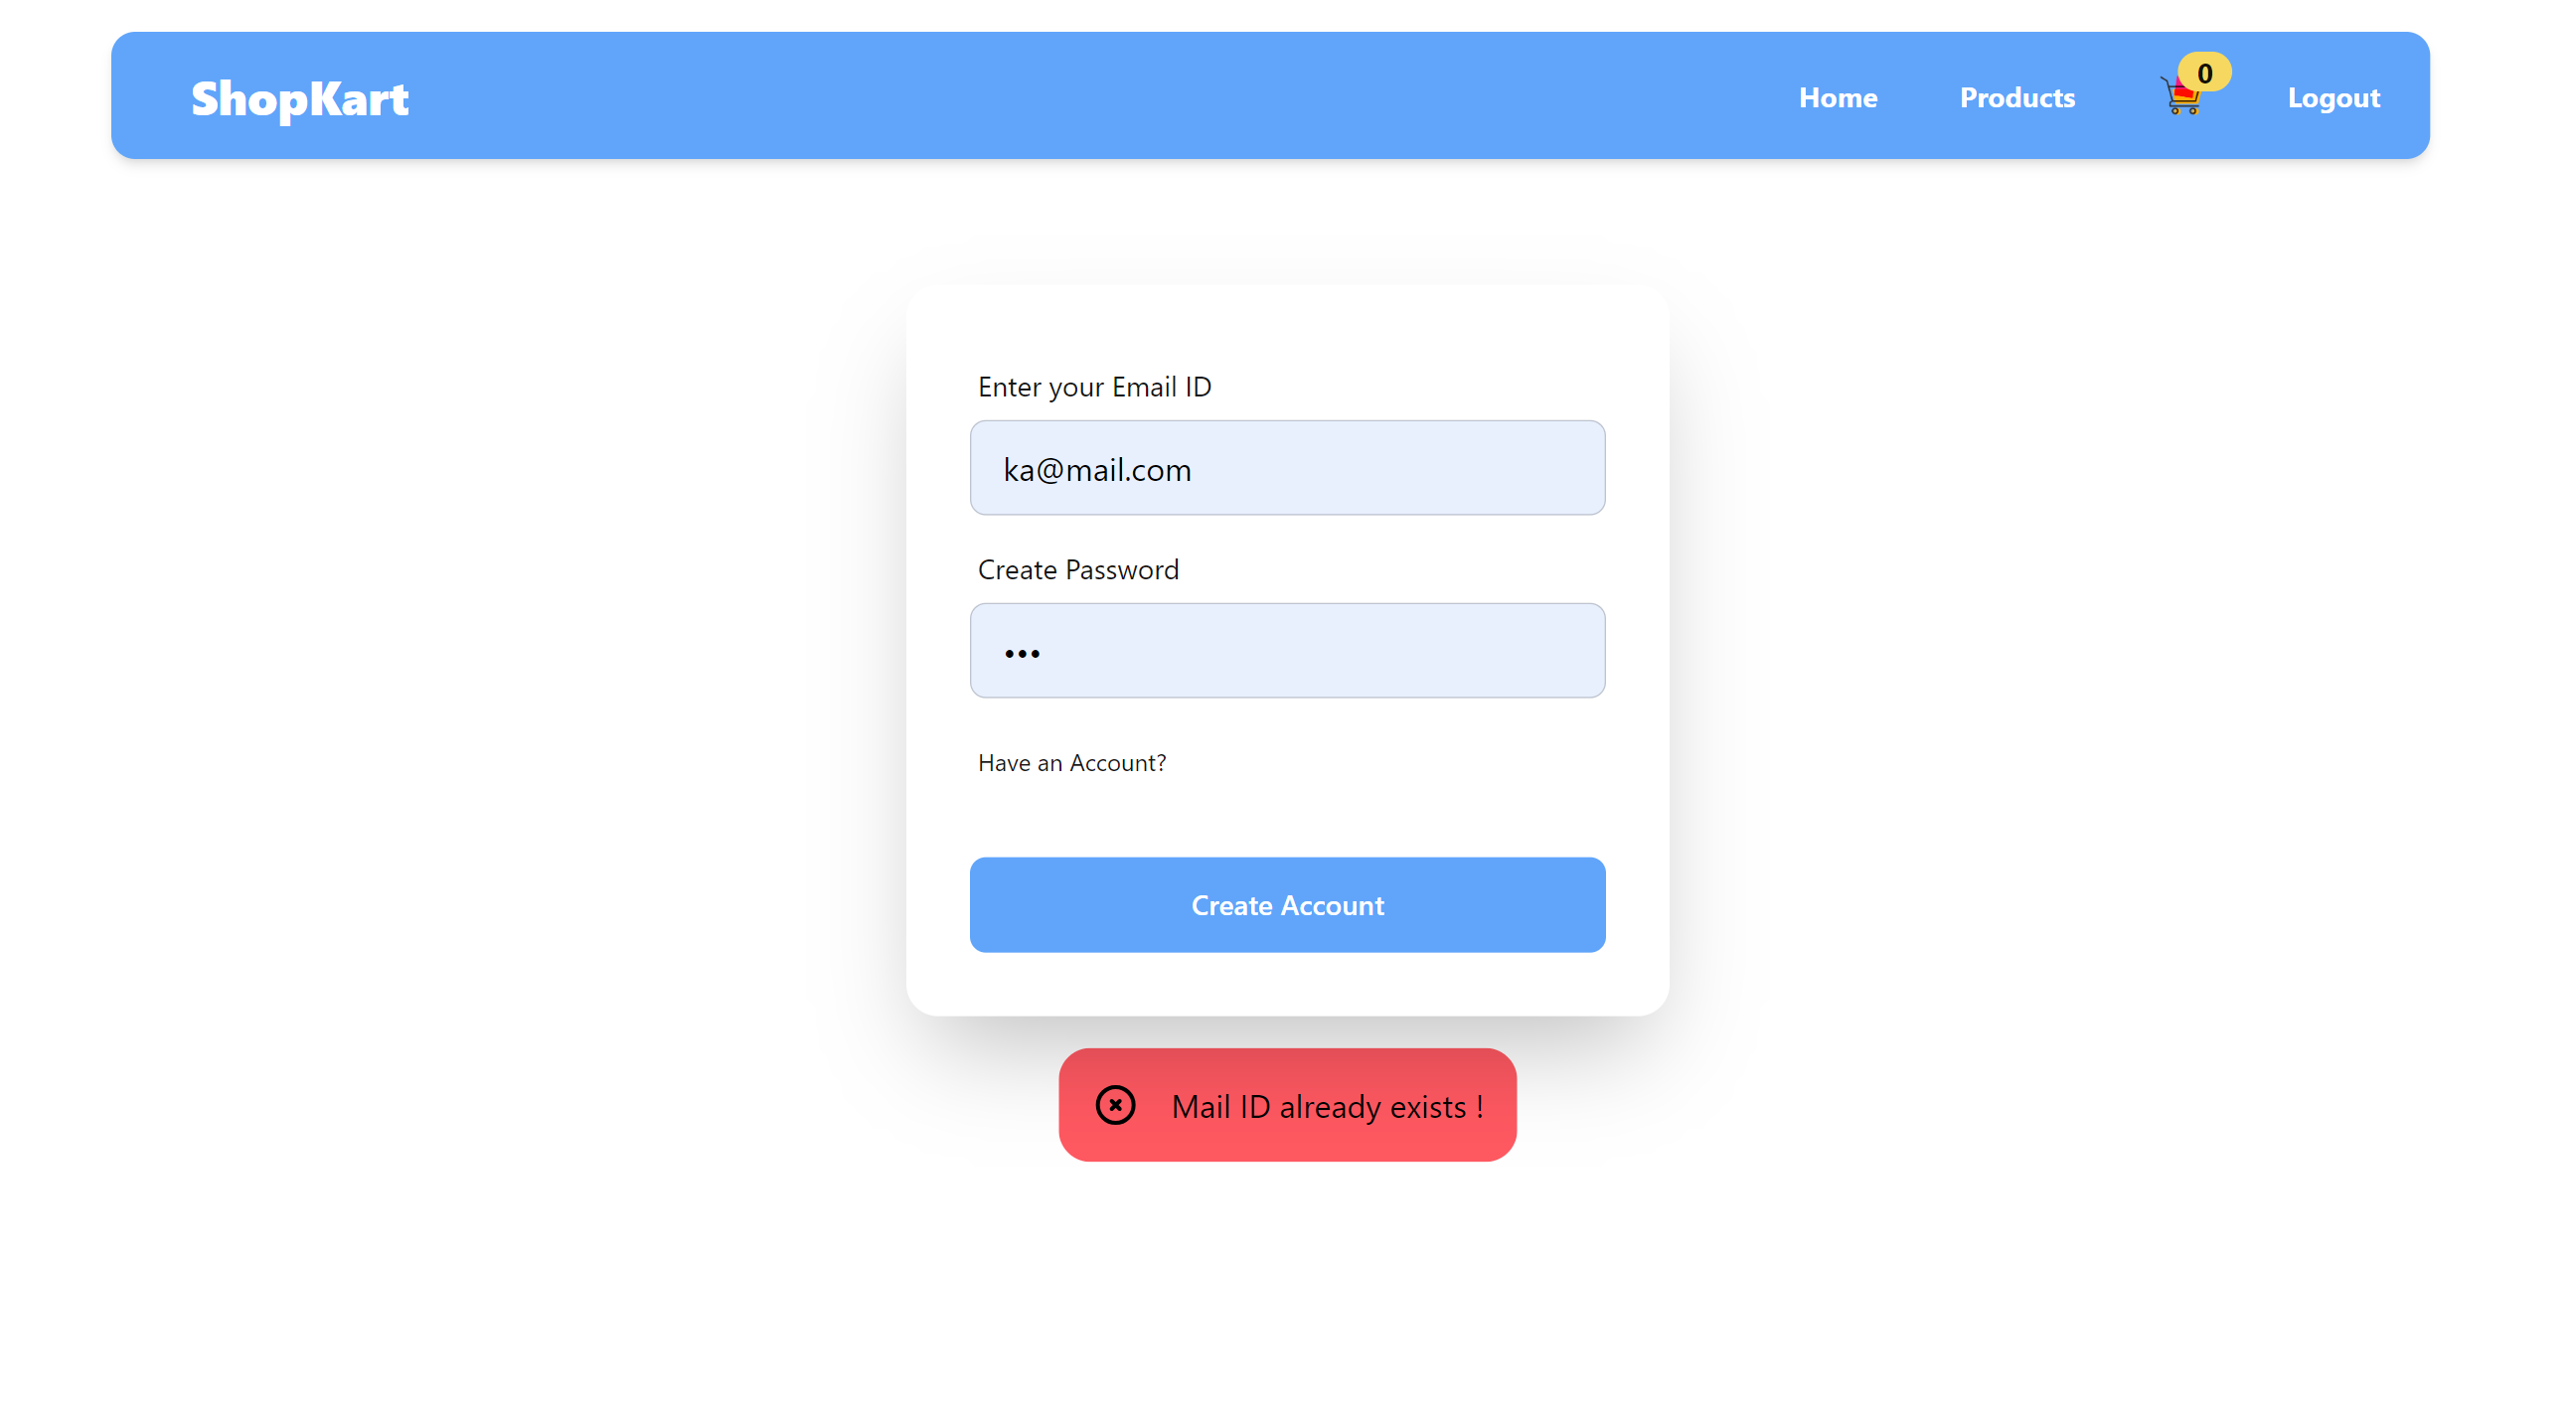 ShopKart
Home Products 0 Logout
Enter your Email ID
ka@mail.com
Create Password
•••
Have an Account?
Create Account
Mail ID already exists !